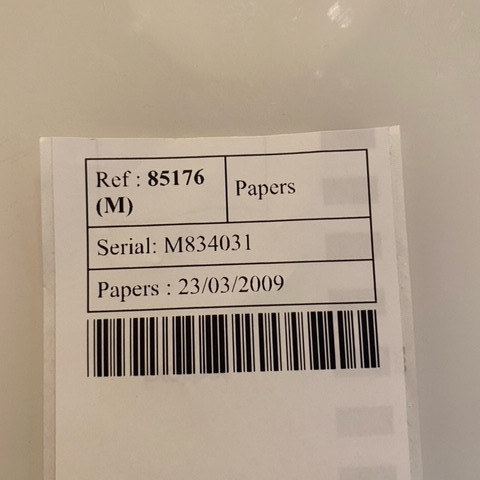 Ref : 85176
(M)
Papers
Serial: M834031
Papers : 23/03/2009